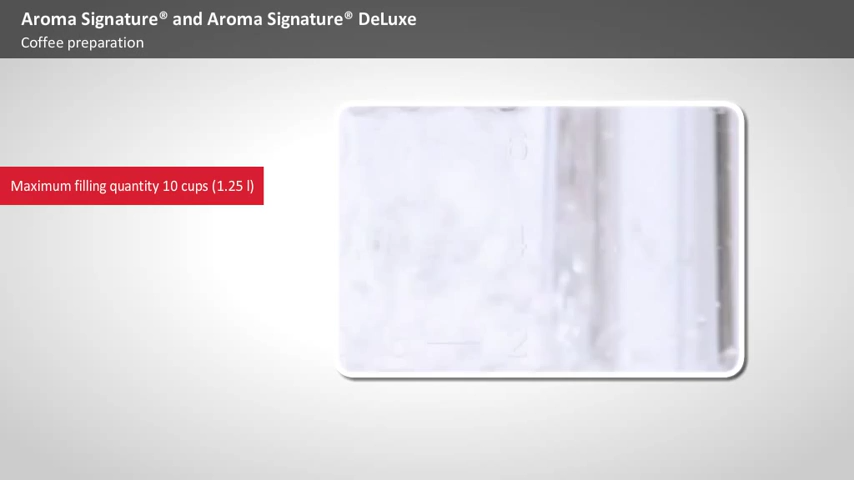 Aroma Signature® and Aroma Signature® DeLuxe
Coffee preparation
Maximum filling quantity 10 cups (1.25 l)